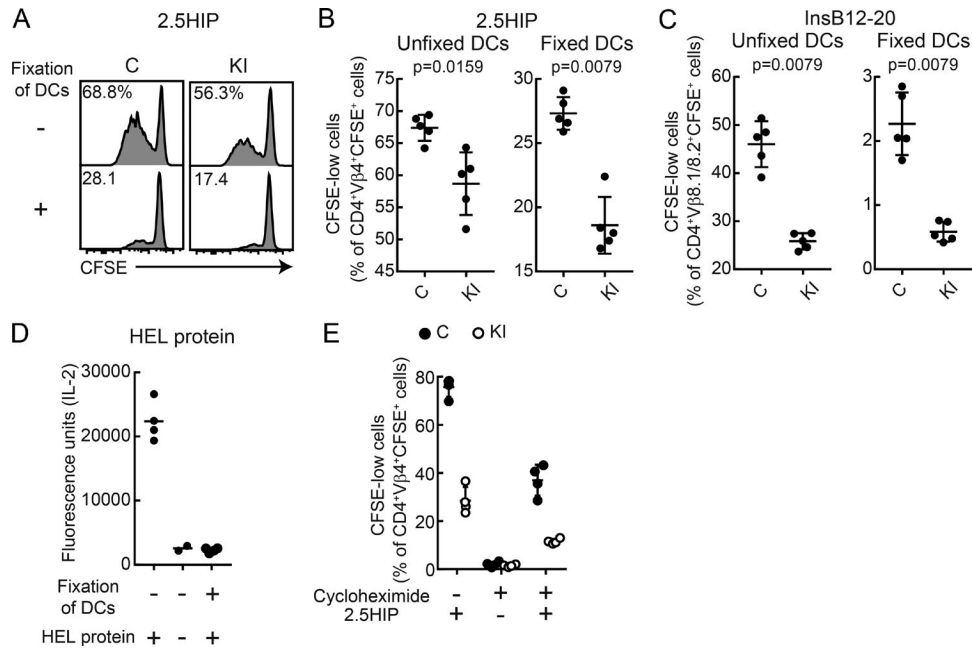 A
2.5HIP
Fixation
of DCs
C
KI
68.8%
56.3%
-
28.1
17.4
+
CFSE
B
2.5HIP
Unfixed DCs
Fixed DCs
p=0.0159
p=0.0079
CFSE-low cells
(% of CD4⁺Vβ4⁺CFSE⁺ cells)
75
70
65
60
55
50
45
C
KI
30
26
22
18
15
C
KI
C
InsB12-20
Unfixed DCs
Fixed DCs
p=0.0079
p=0.0079
CFSE-low cells
(% of CD4⁺Vβ8.1/8.2⁺CFSE⁺ cells)
60
50
40
30
20
C
KI
3
2
1
0
C
KI
D
HEL protein
Fluorescence units (IL-2)
30000
20000
10000
0
Fixation
of DCs
- - +
HEL protein
+ - +
E
C
KI
CFSE-low cells
(% of CD4⁺Vβ4⁺CFSE⁺ cells)
80
60
40
20
0
Cycloheximide - + +
2.5HIP + - +